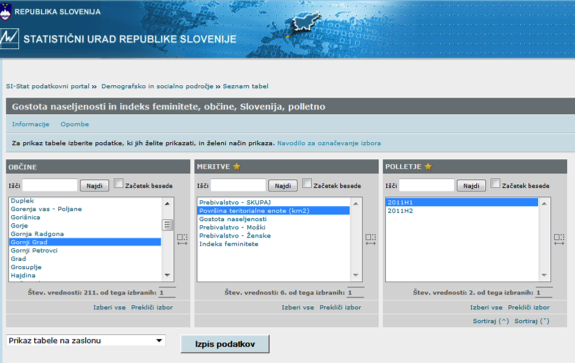 REPUBLIKA SLOVENIJA
STATISTIČNI URAD REPUBLIKE SLOVENIJE
SI-Stat podatkovni portal » Demografsko in socialno področje » Seznam tabel
Gostota naseljenosti in indeks feminitete, občine, Slovenija, polletno
Informacije Opombe
Za prikaz tabele izberite podatke, ki jih želite prikazati, in želeni način prikaza. Navodilo za označevanje izbora
OBČINE
Išči Najdi Začetek besede
Duplek
Gorenja vas - Poljane
Gorišnica
Gorje
Gornja Radgona
Gornji Grad
Gornji Petrovci
Grad
Grosuplje
Hajdina
Štev. vrednosti: 211. od tega izbranih: 1
Izberi vse Prekliči izbor
MERITVE
Išči Najdi Začetek besede
Prebivalstvo - SKUPAJ
Površina teritorialne enote (km2)
Gostota naseljenosti
Prebivalstvo - Moški
Prebivalstvo - Ženske
Indeks feminitete
Štev. vrednosti: 6. od tega izbranih: 1
Izberi vse Prekliči izbor
POLLETJE
Išči Najdi Začetek besede
2011H1
2011H2
Štev. vrednosti: 2. od tega izbranih: 1
Izberi vse Prekliči izbor
Sortiraj (^) Sortiraj (ˇ)
Prikaz tabele na zaslonu
Izpis podatkov